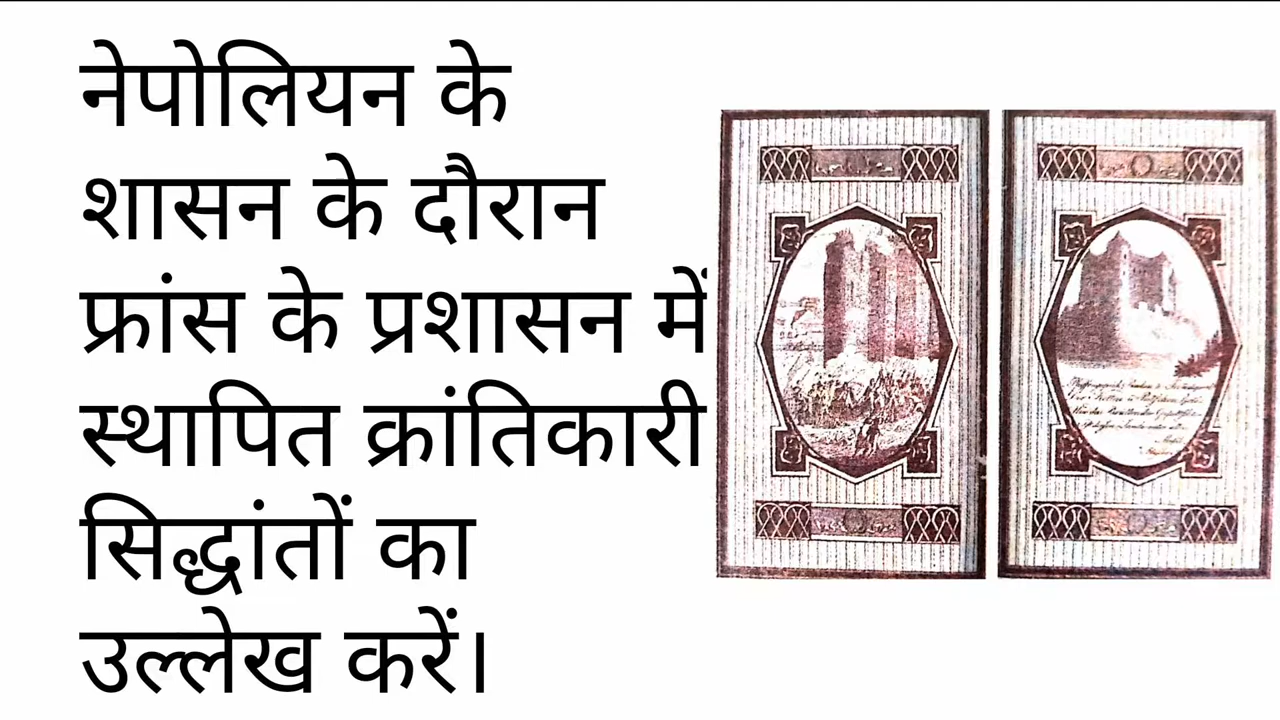 नेपोलियन के
शासन के दौरान
फ्रांस के प्रशासन में
स्थापित क्रांतिकारी
सिद्धांतों का
उल्लेख करें।